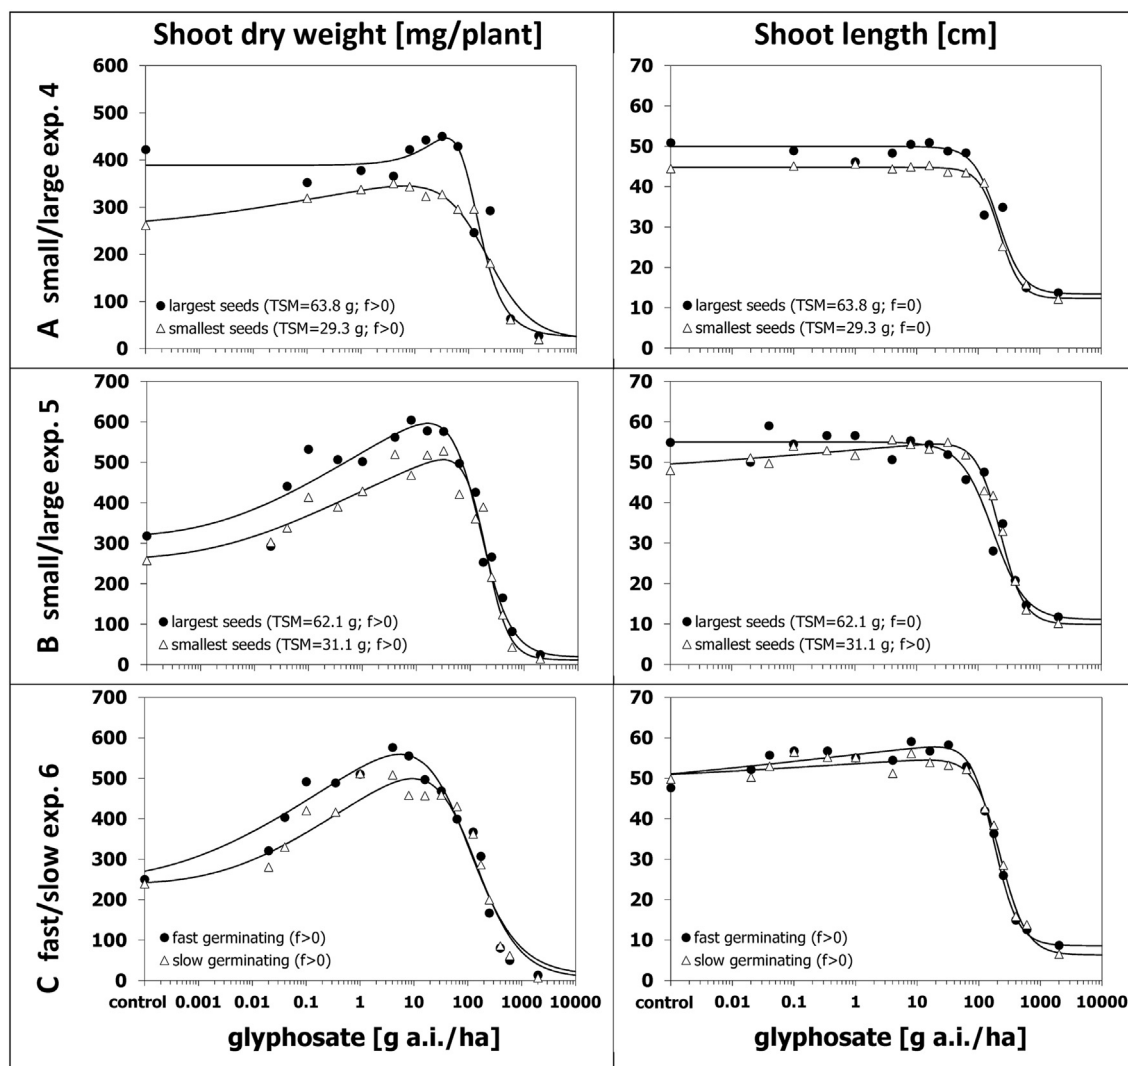 Shoot dry weight [mg/plant]
Shoot length [cm]
A small/large exp. 4
600
500
400
300
200
100
0
largest seeds (TSM=63.8 g; f>0)
smallest seeds (TSM=29.3 g; f>0)
70
60
50
40
30
20
10
0
largest seeds (TSM=63.8 g; f=0)
smallest seeds (TSM=29.3 g; f=0)
B small/large exp. 5
700
600
500
400
300
200
100
0
largest seeds (TSM=62.1 g; f>0)
smallest seeds (TSM=31.1 g; f>0)
70
60
50
40
30
20
10
0
largest seeds (TSM=62.1 g; f=0)
smallest seeds (TSM=31.1 g; f>0)
C fast/slow exp. 6
700
600
500
400
300
200
100
0
fast germinating (f>0)
slow germinating (f>0)
control 0.001 0.01 0.1 1 10 100 1000 10000
glyphosate [g a.i./ha]
70
60
50
40
30
20
10
0
fast germinating (f>0)
slow germinating (f>0)
control 0.01 0.1 1 10 100 1000 10000
glyphosate [g a.i./ha]